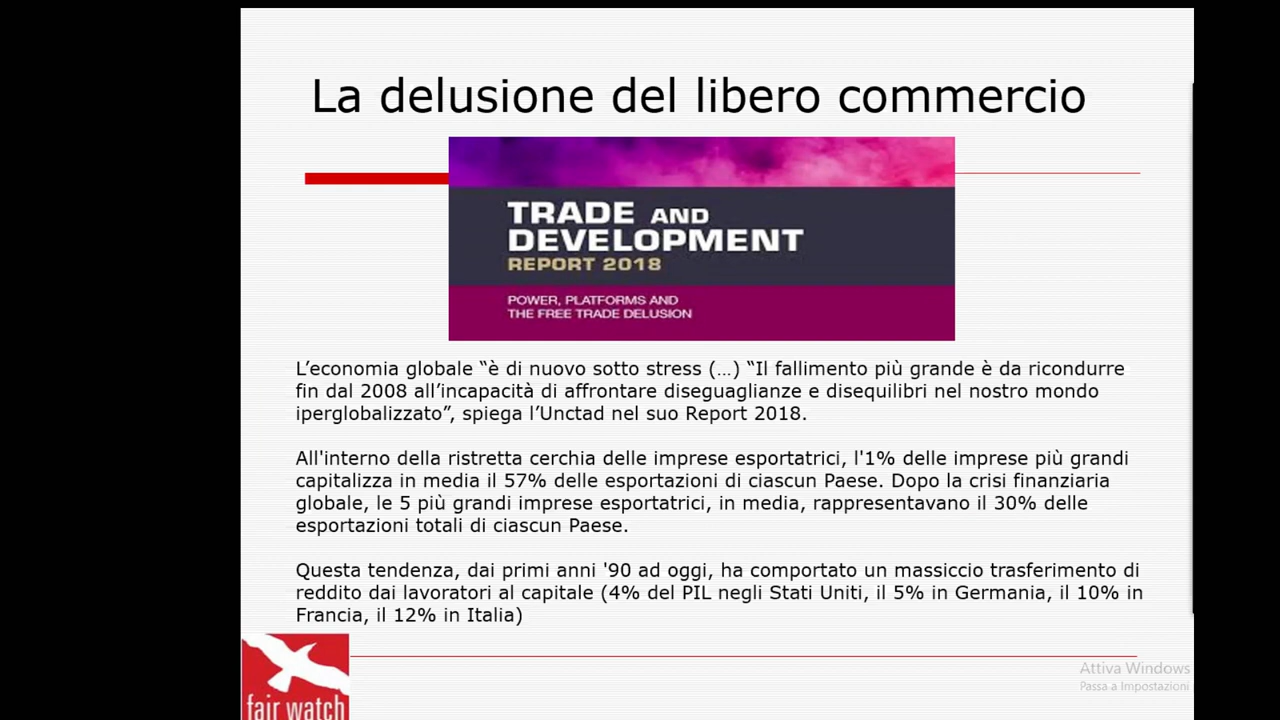 La delusione del libero commercio
TRADE AND
DEVELOPMENT
REPORT 2018
POWER, PLATFORMS AND
THE FREE TRADE DELUSION
L’economia globale “è di nuovo sotto stress (…) “Il fallimento più grande è da ricondurre
fin dal 2008 all’incapacità di affrontare diseguaglianze e disequilibri nel nostro mondo
iperglobalizzato”, spiega l’Unctad nel suo Report 2018.
All'interno della ristretta cerchia delle imprese esportatrici, l'1% delle imprese più grandi
capitalizza in media il 57% delle esportazioni di ciascun Paese. Dopo la crisi finanziaria
globale, le 5 più grandi imprese esportatrici, in media, rappresentavano il 30% delle
esportazioni totali di ciascun Paese.
Questa tendenza, dai primi anni '90 ad oggi, ha comportato un massiccio trasferimento di
reddito dai lavoratori al capitale (4% del PIL negli Stati Uniti, il 5% in Germania, il 10% in
Francia, il 12% in Italia)
fair watch
Attiva Windows
Passa a Impostazioni